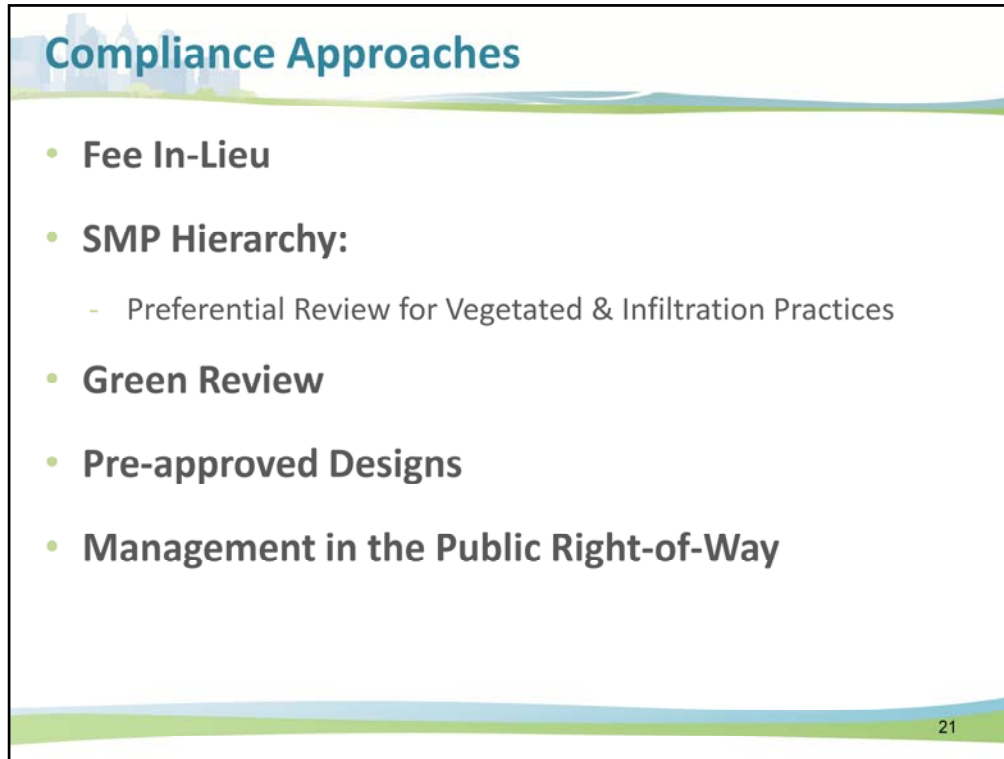 Compliance Approaches
• Fee In-Lieu
• SMP Hierarchy:
- Preferential Review for Vegetated & Infiltration Practices
• Green Review
• Pre-approved Designs
• Management in the Public Right-of-Way
21